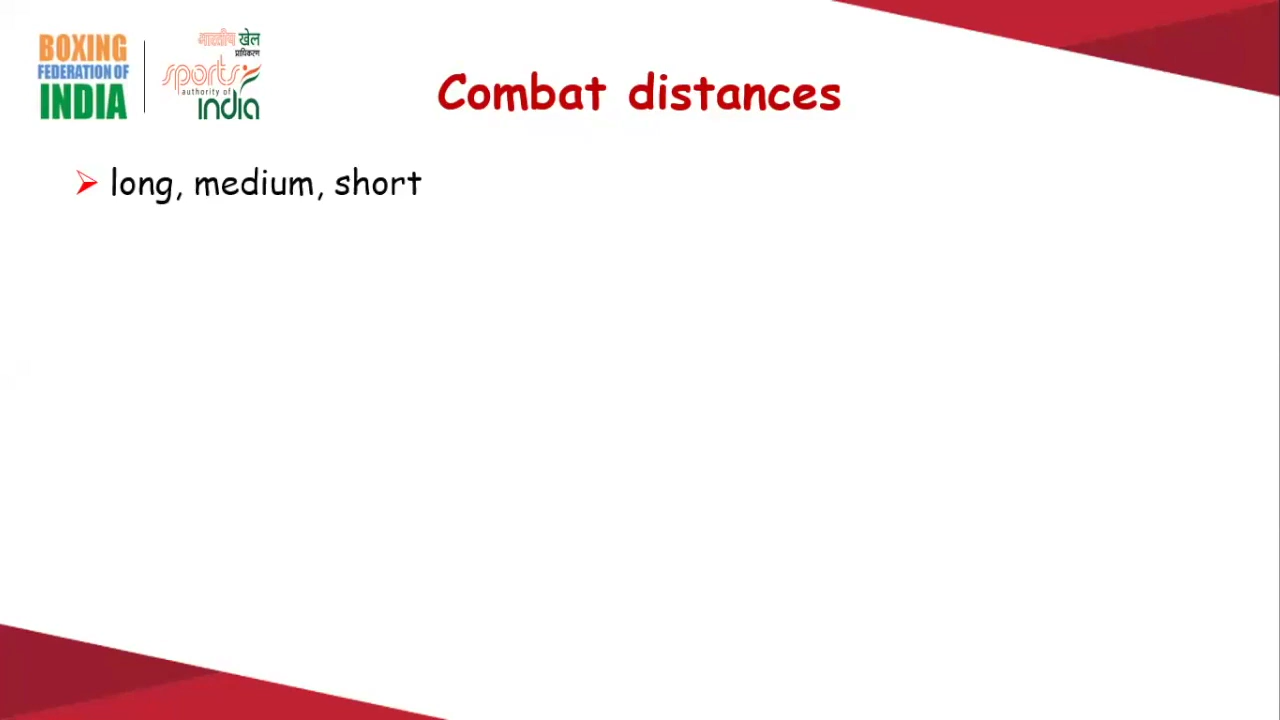 BOXING
FEDERATION OF
INDIA
भारतीय खेल
प्राधिकरण
sports
authority of
india
Combat distances
long, medium, short